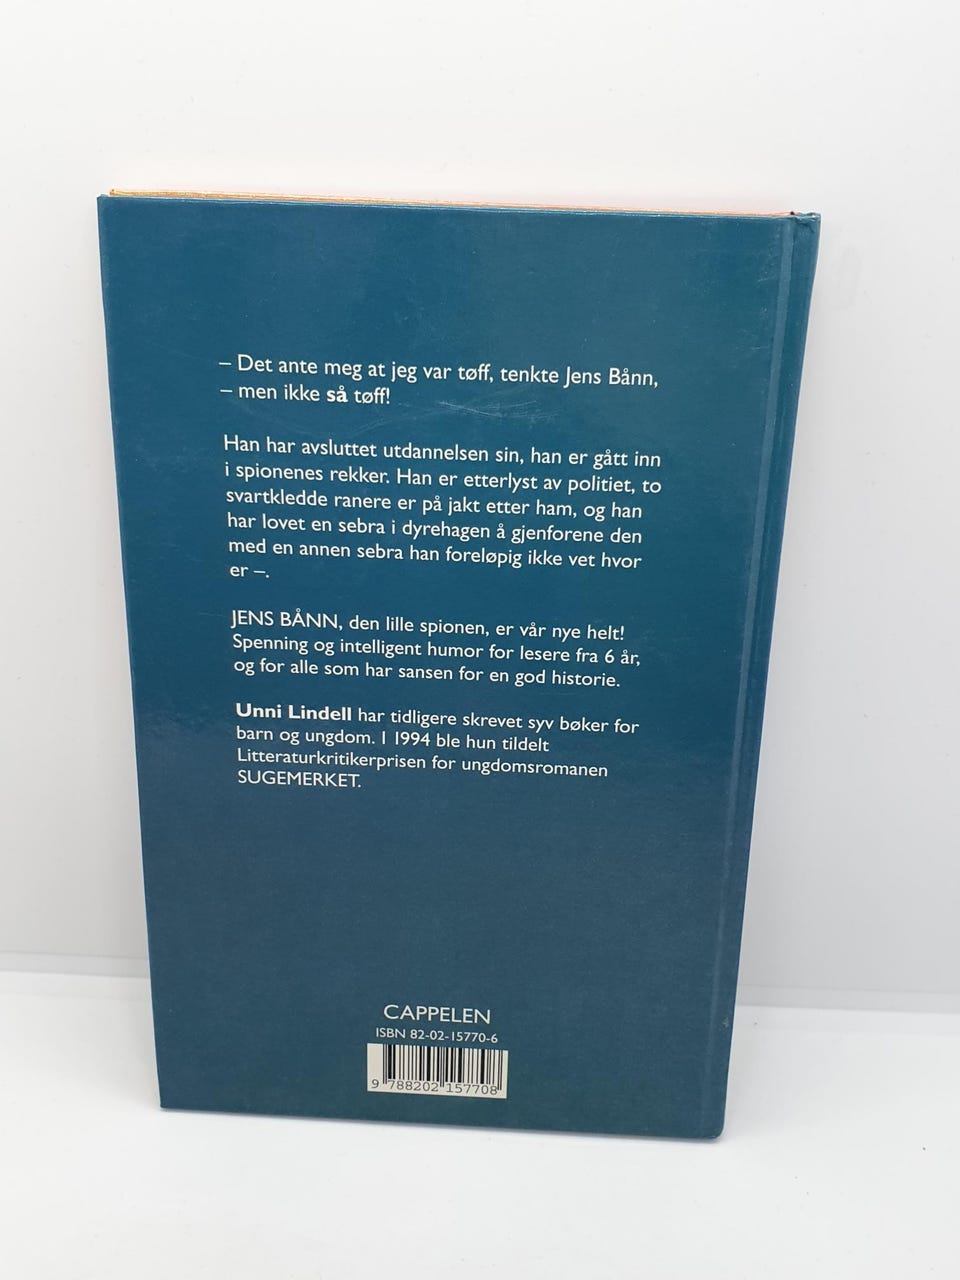 – Det ante meg at jeg var tøff, tenkte Jens Bånn,
– men ikke så tøff!
Han har avsluttet utdannelsen sin, han er gått inn
i spionenes rekker. Han er etterlyst av politiet, to
svartkledde ranere er på jakt etter ham, og han
har lovet en sebra i dyrehagen å gjenforene den
med en annen sebra han foreløpig ikke vet hvor
er –.
JENS BÅNN, den lille spionen, er vår nye helt!
Spenning og intelligent humor for lesere fra 6 år,
og for alle som har sansen for en god historie.
Unni Lindell har tidligere skrevet syv bøker for
barn og ungdom. I 1994 ble hun tildelt
Litteraturkritikerprisen for ungdomsromanen
SUGEMERKET.
CAPPELEN
ISBN 82-02-15770-6
9 788202 157708